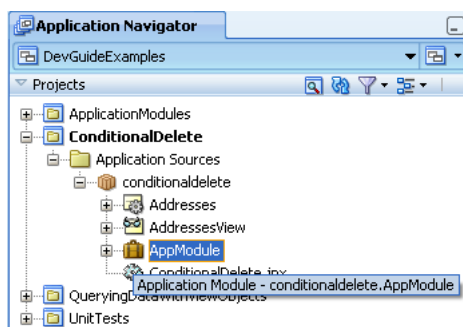 Application Navigator
DevGuideExamples
Projects
ApplicationModules
ConditionalDelete
Application Sources
conditionaldelete
Addresses
AddressesView
AppModule
ConditionalDelete.jpx
Application Module - conditionaldelete.AppModule
QueryingDataWithViewObjects
UnitTests